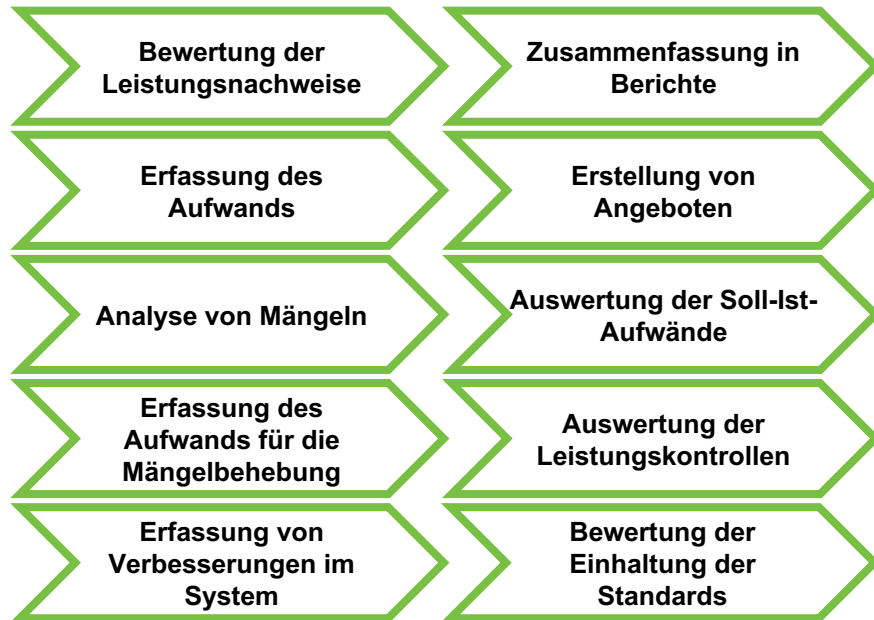 Bewertung der
Leistungsnachweise
Zusammenfassung in
Berichte
Erfassung des
Aufwands
Erstellung von
Angeboten
Analyse von Mängeln
Auswertung der Soll-Ist-
Aufwände
Erfassung des
Aufwands für die
Mängelbehebung
Auswertung der
Leistungskontrollen
Erfassung von
Verbesserungen im
System
Bewertung der
Einhaltung der
Standards